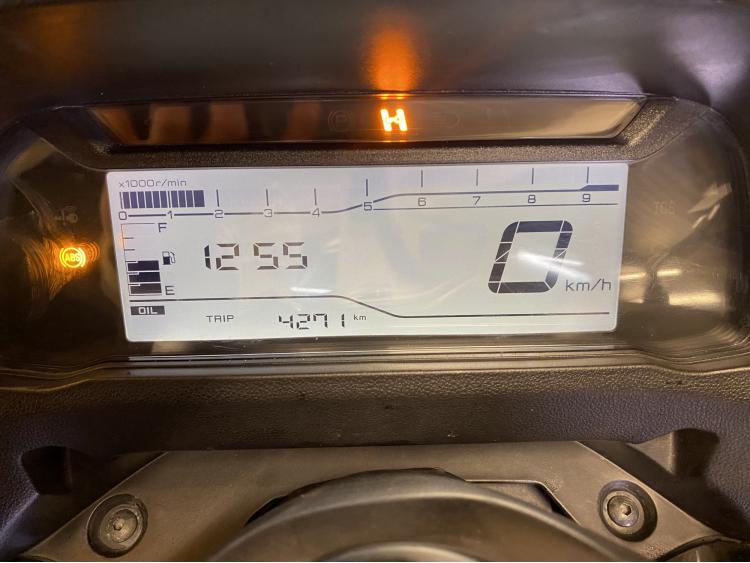 H
x1000r/min
0 1 2 3 4 5 6 7 8 9
TCS
F
12 55
0 km/h
ABS
E
OIL
TRIP 4271 km